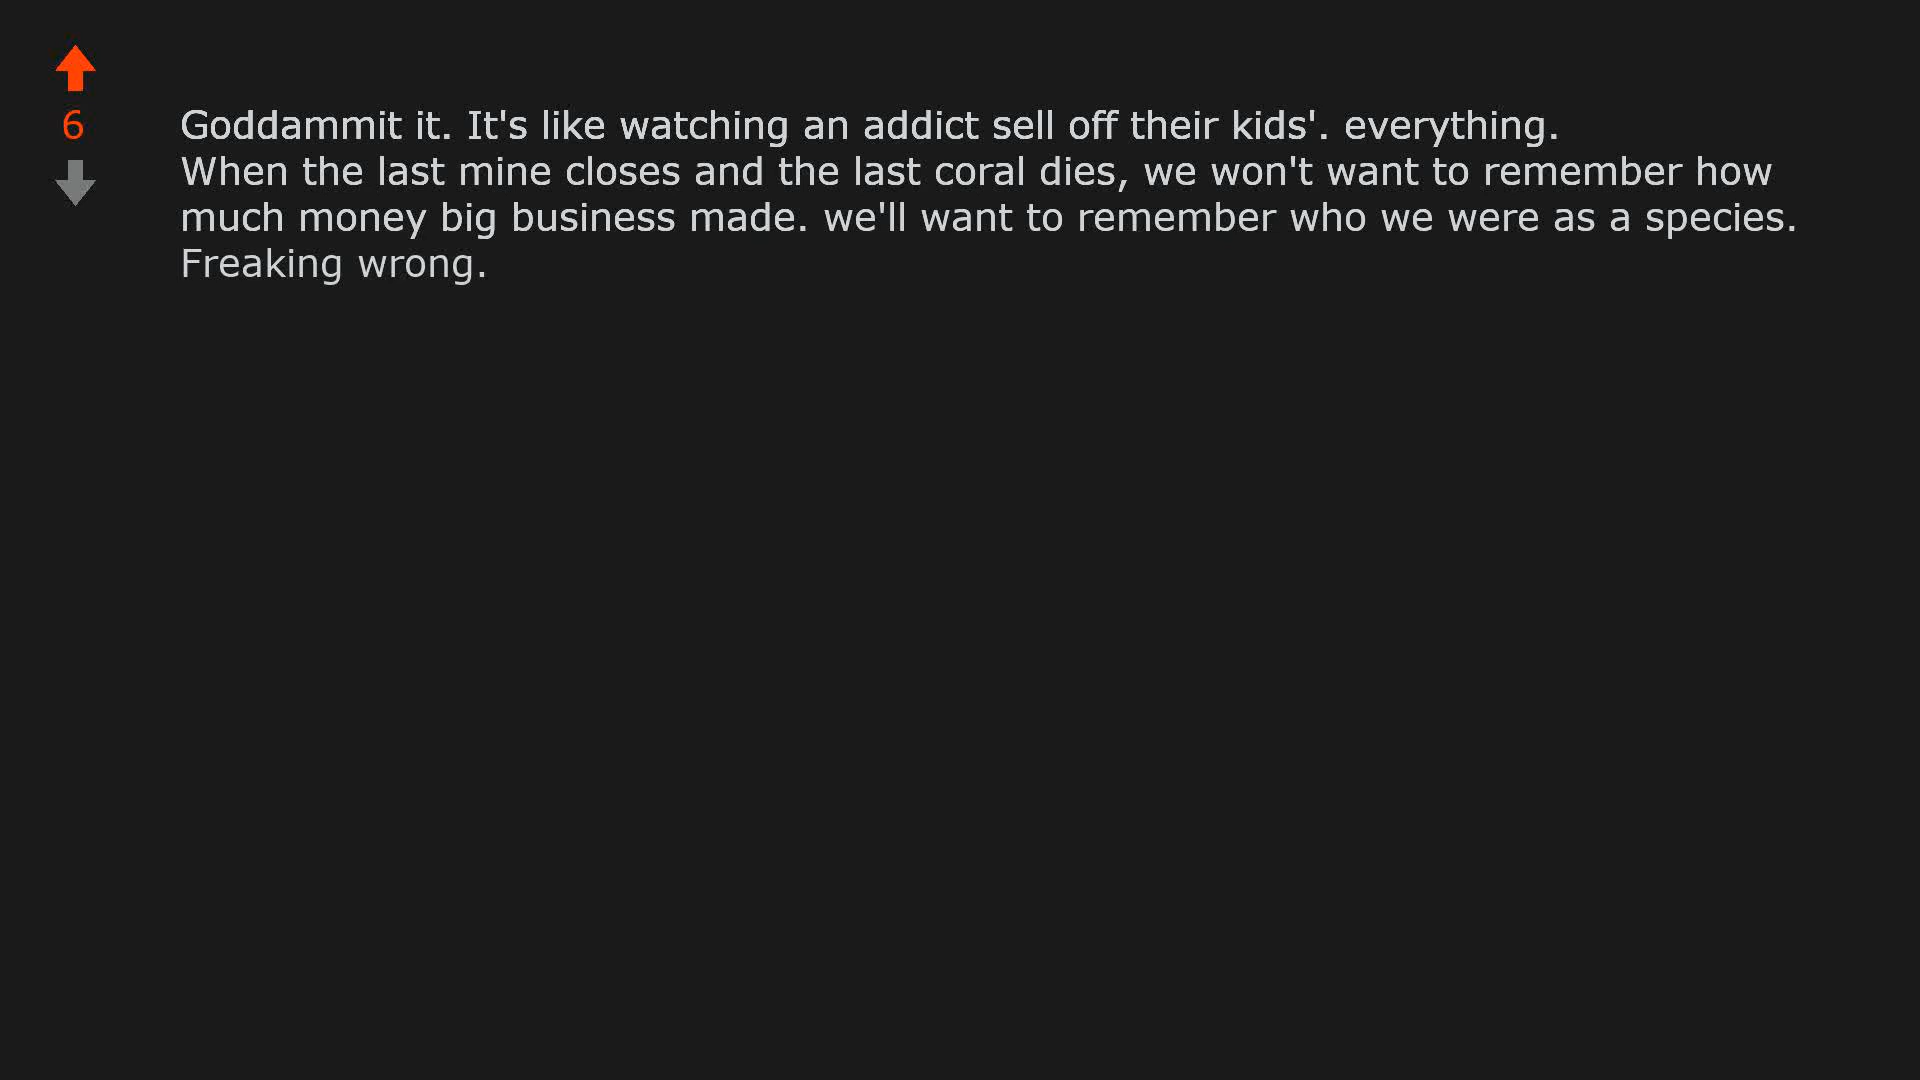 6
Goddammit it. It's like watching an addict sell off their kids'. everything.
When the last mine closes and the last coral dies, we won't want to remember how
much money big business made. we'll want to remember who we were as a species.
Freaking wrong.